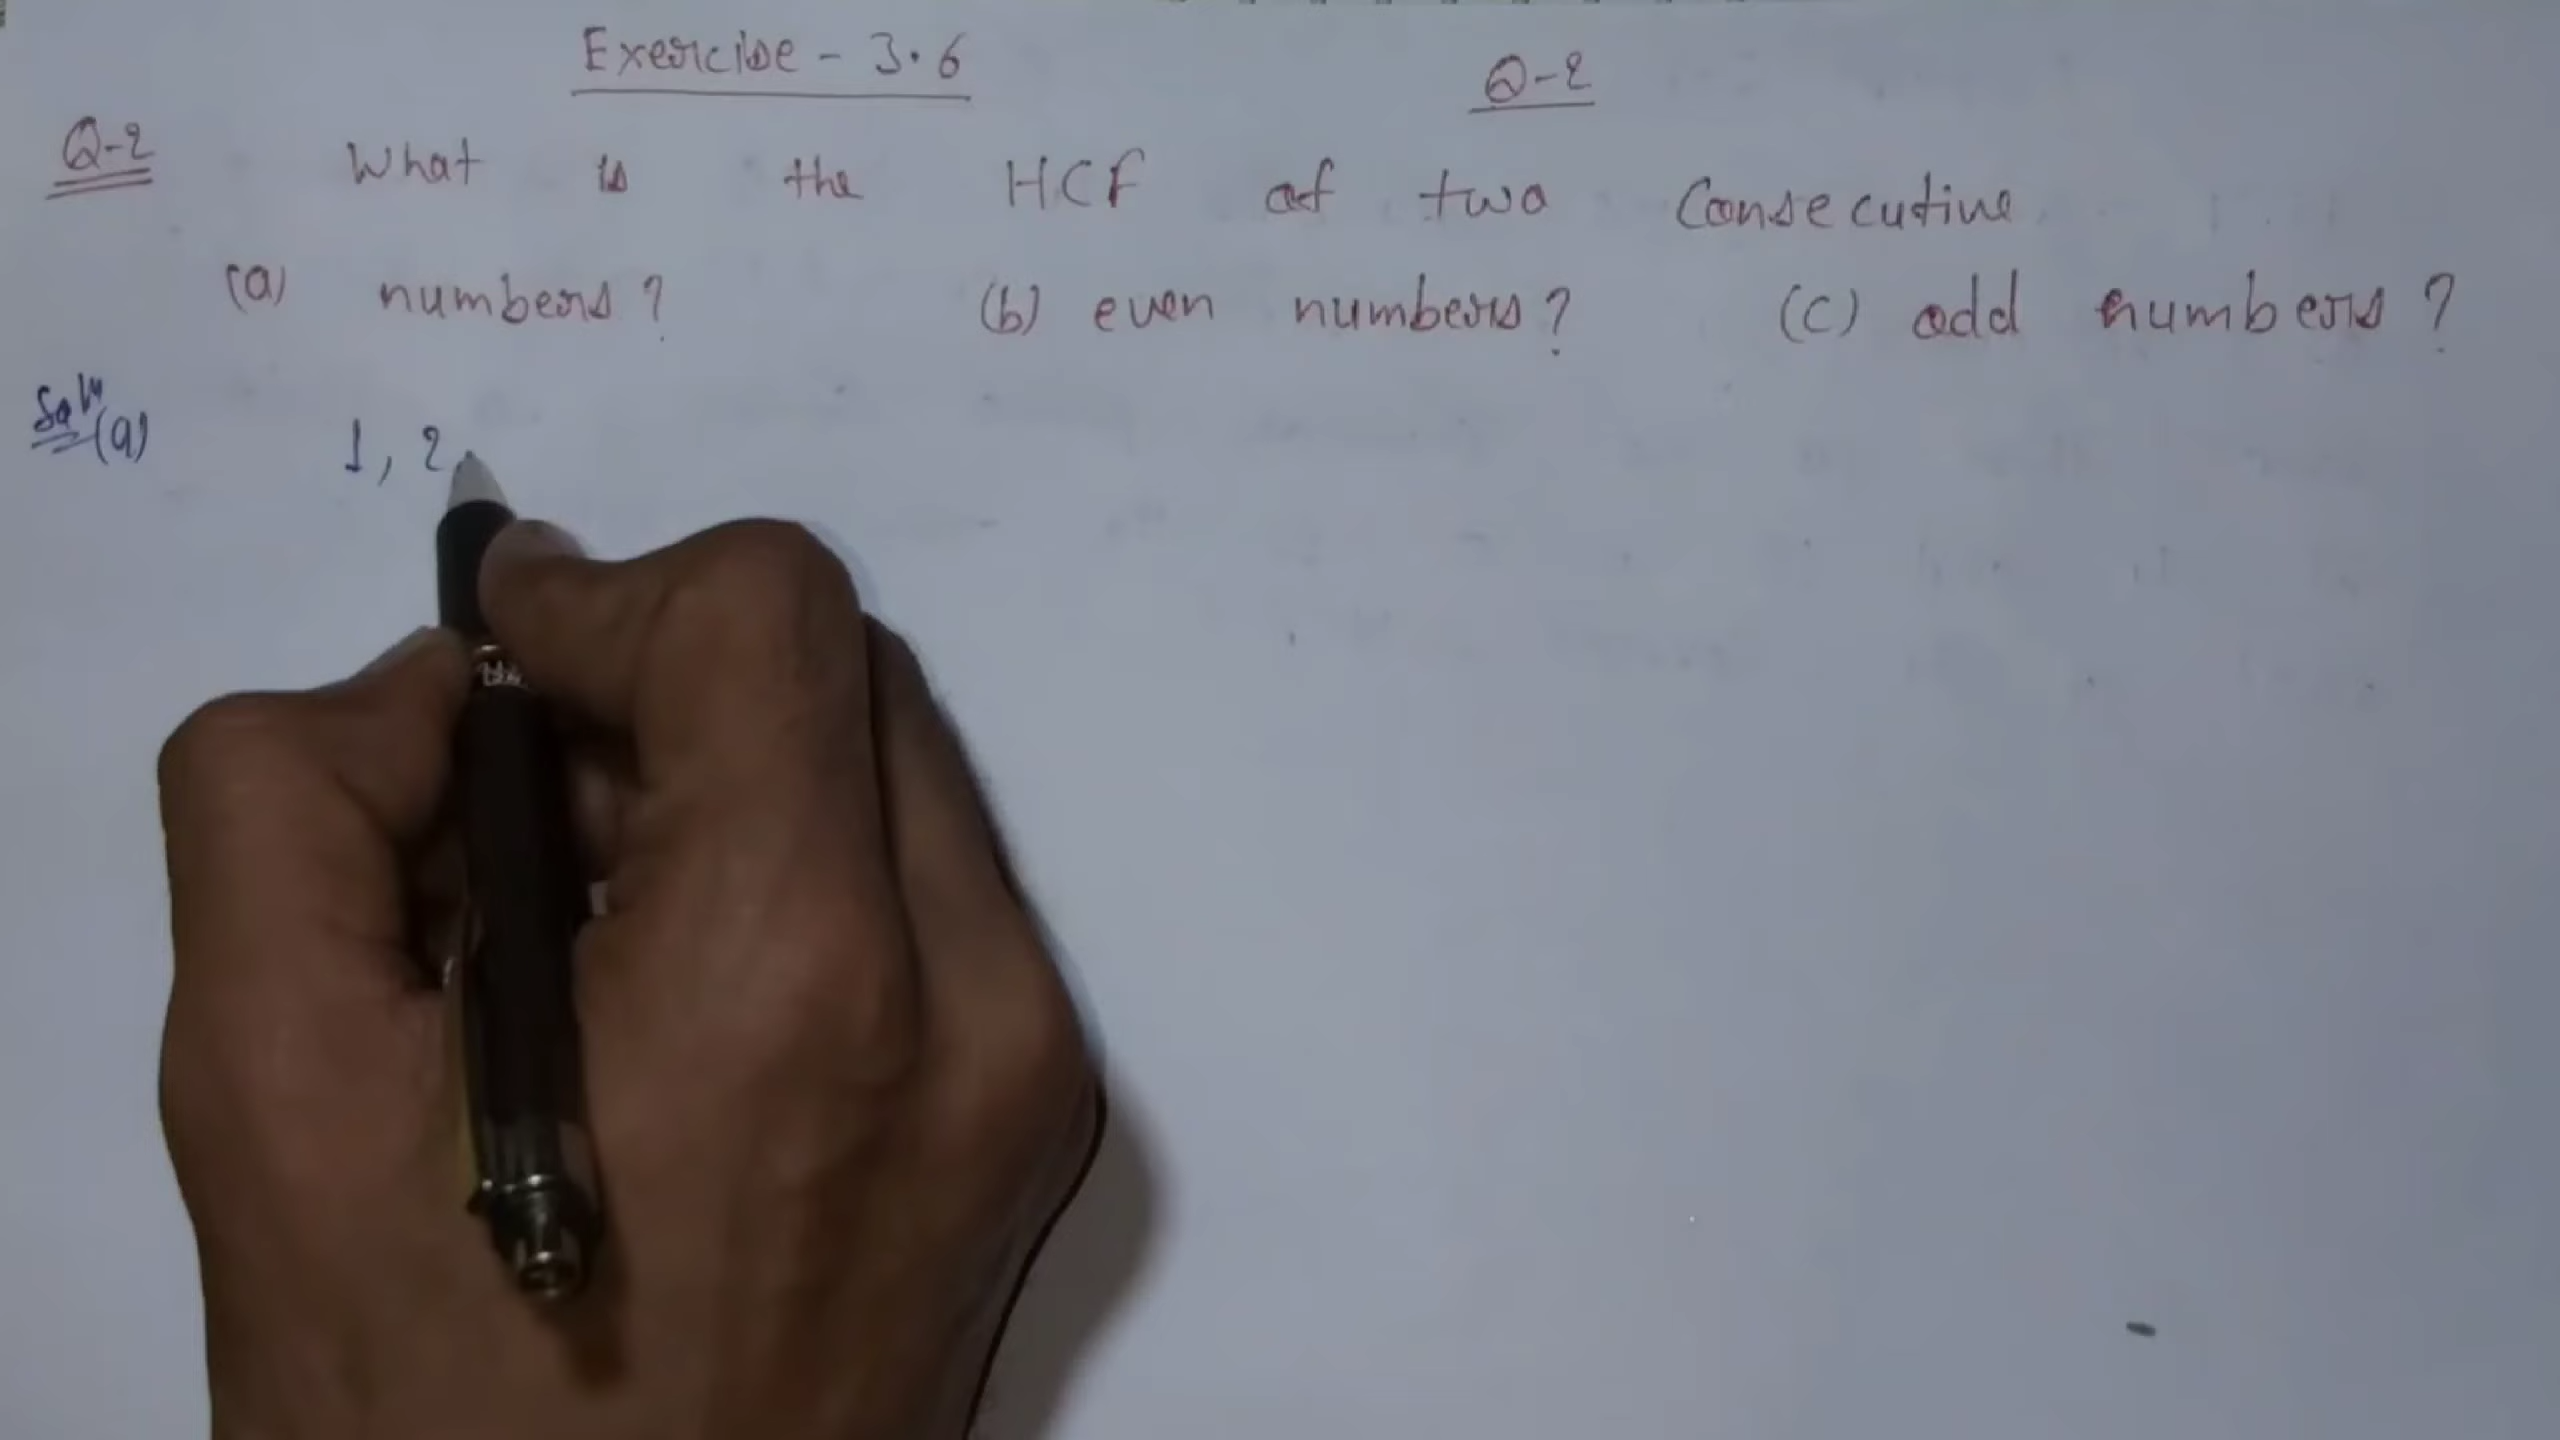 Exercise - 3.6
Q-2
Q-2 What is the HCF of two Consecutive
(a) numbers? (b) even numbers? (c) odd numbers?
Solⁿ (a) 1, 2